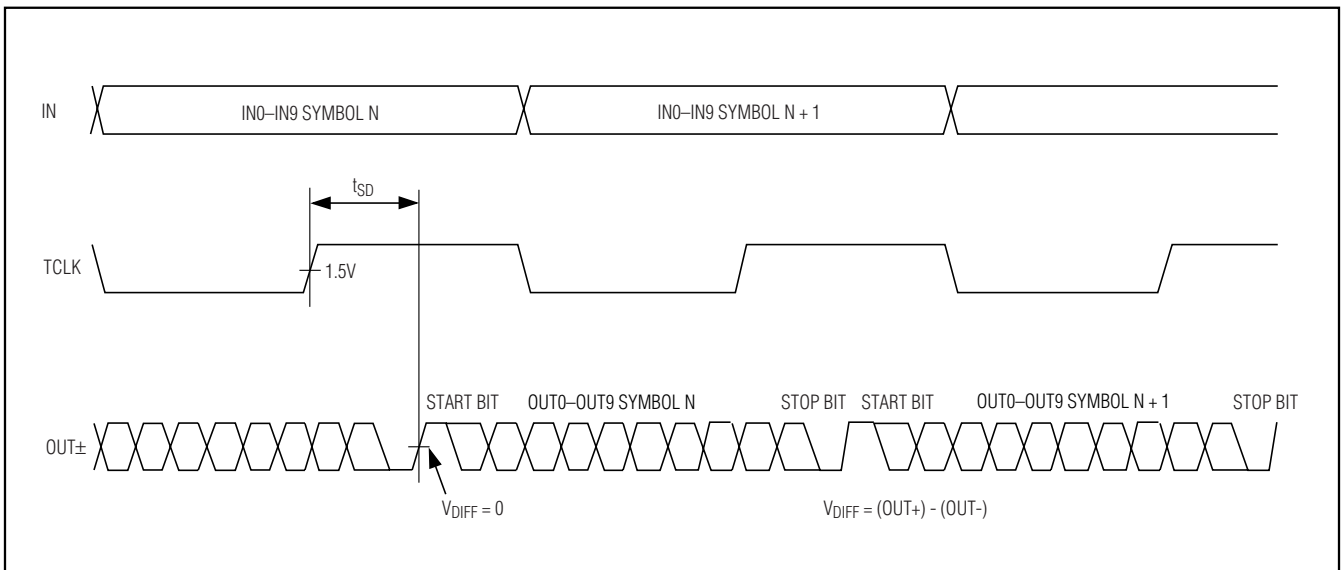 IN
IN0–IN9 SYMBOL N
IN0–IN9 SYMBOL N + 1
tSD
TCLK
1.5V
START BIT
OUT0–OUT9 SYMBOL N
STOP BIT
START BIT
OUT0–OUT9 SYMBOL N + 1
STOP BIT
OUT±
VDIFF = 0
VDIFF = (OUT+) - (OUT-)